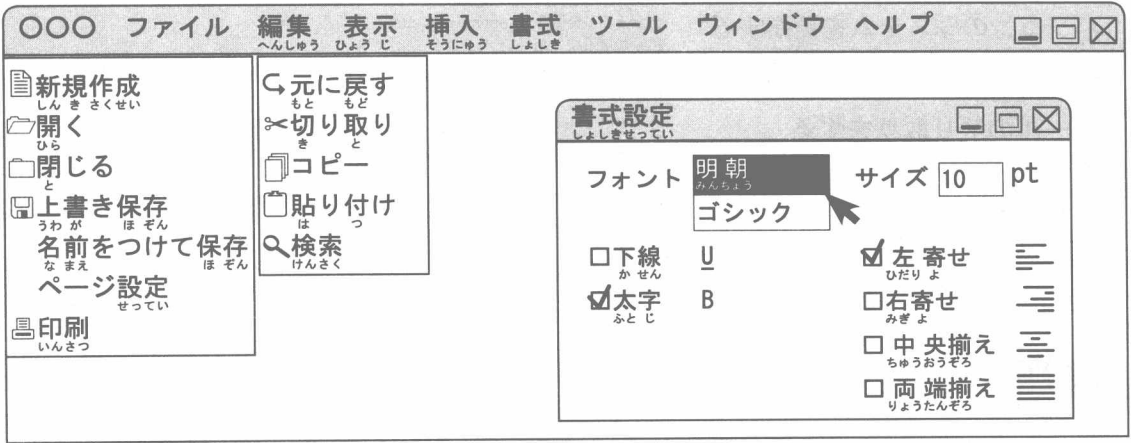 ○○○ ファイル 編集 表示 挿入 書式 ツール ウィンドウ ヘルプ
へんしゅう ひょうじ そうにゅう しょしき
新規作成
しんきさくせい
開く
ひら
閉じる
と
上書き保存
うわが ほぞん
名前をつけて保存
なまえ ほぞん
ページ設定
せってい
印刷
いんさつ
元に戻す
もと もど
切り取り
き と
コピー
貼り付け
は つ
検索
けんさく
書式設定
しょしきせってい
フォント 明朝 サイズ 10 pt
みんちょう
ゴシック
下線 U
かせん
太字 B
ふとじ
左寄せ
ひだりよ
右寄せ
みぎよ
中央揃え
ちゅうおうぞろ
両端揃え
りょうたんぞろ